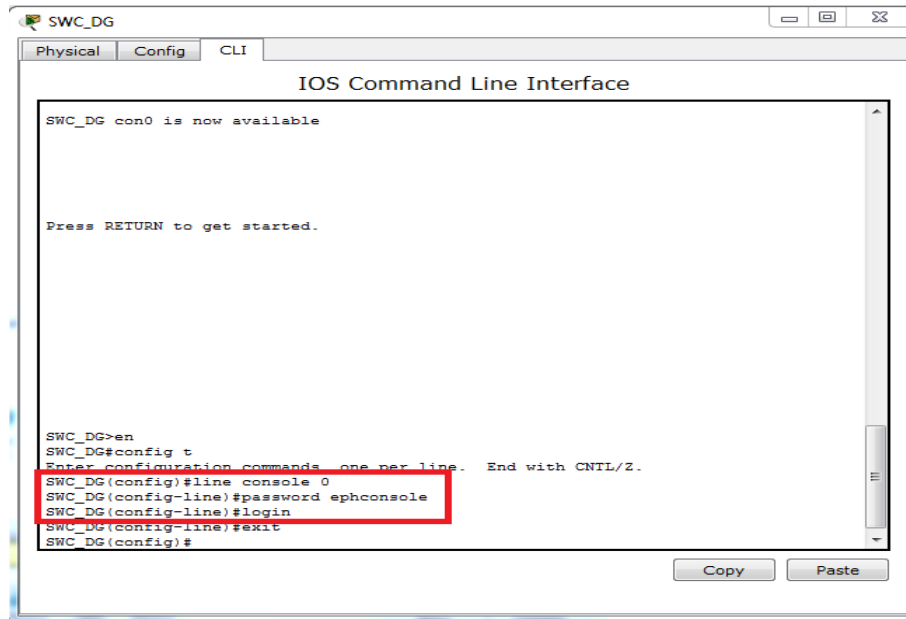 SWC_DG
Physical Config CLI
IOS Command Line Interface
SWC_DG con0 is now available
Press RETURN to get started.
SWC_DG>en
SWC_DG#config t
Enter configuration commands, one per line. End with CNTL/Z.
SWC_DG(config)#line console 0
SWC_DG(config-line)#password ephconsole
SWC_DG(config-line)#login
SWC_DG(config-line)#exit
SWC_DG(config)#
Copy Paste